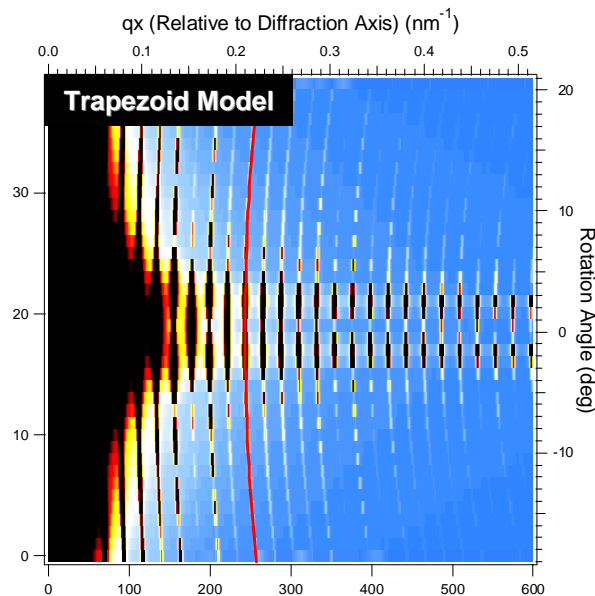 qx (Relative to Diffraction Axis) (nm-1)
0.0 0.1 0.2 0.3 0.4 0.5
Trapezoid Model
20
30
10
20
0
Rotation Angle (deg)
10
-10
0
0 100 200 300 400 500 600